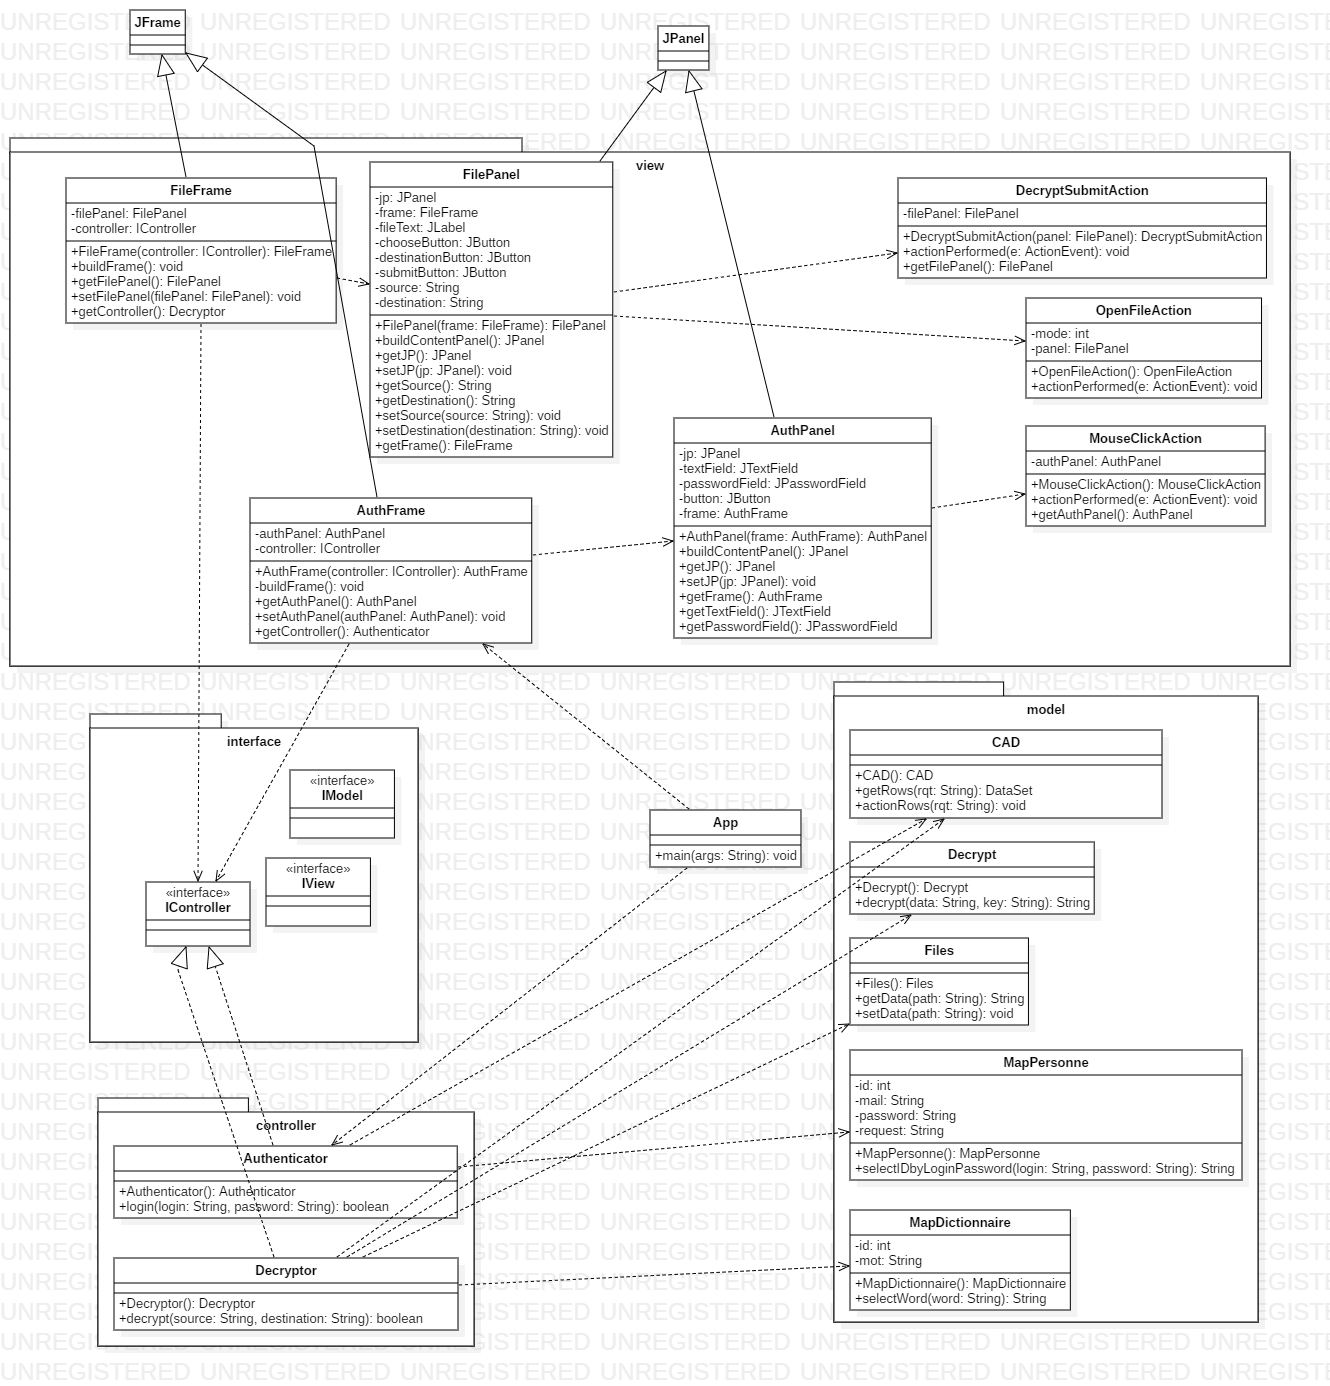 JFrame
JPanel
view
FileFrame
-filePanel: FilePanel
-controller: IController
+FileFrame(controller: IController): FileFrame
+buildFrame(): void
+getFilePanel(): FilePanel
+setFilePanel(filePanel: FilePanel): void
+getController(): Decryptor
FilePanel
-jp: JPanel
-frame: FileFrame
-fileText: JLabel
-chooseButton: JButton
-destinationButton: JButton
-submitButton: JButton
-source: String
-destination: String
+FilePanel(frame: FileFrame): FilePanel
+buildContentPanel(): JPanel
+getJP(): JPanel
+setJP(jp: JPanel): void
+getSource(): String
+getDestination(): String
+setSource(source: String): void
+setDestination(destination: String): void
+getFrame(): FileFrame
DecryptSubmitAction
-filePanel: FilePanel
+DecryptSubmitAction(panel: FilePanel): DecryptSubmitAction
+actionPerformed(e: ActionEvent): void
+getFilePanel(): FilePanel
OpenFileAction
-mode: int
-panel: FilePanel
+OpenFileAction(): OpenFileAction
+actionPerformed(e: ActionEvent): void
MouseClickAction
-authPanel: AuthPanel
+MouseClickAction(): MouseClickAction
+actionPerformed(e: ActionEvent): void
+getAuthPanel(): AuthPanel
AuthPanel
-jp: JPanel
-textField: JTextField
-passwordField: JPasswordField
-button: JButton
-frame: AuthFrame
+AuthPanel(frame: AuthFrame): AuthPanel
+buildContentPanel(): JPanel
+getJP(): JPanel
+setJP(jp: JPanel): void
+getFrame(): AuthFrame
+getTextField(): JTextField
+getPasswordField(): JPasswordField
AuthFrame
-authPanel: AuthPanel
-controller: IController
+AuthFrame(controller: IController): AuthFrame
-buildFrame(): void
+getAuthPanel(): AuthPanel
+setAuthPanel(authPanel: AuthPanel): void
+getController(): Authenticator
interface
«interface»
IModel
«interface»
IView
«interface»
IController
App
+main(args: String): void
model
CAD
+CAD(): CAD
+getRows(rqt: String): DataSet
+actionRows(rqt: String): void
Decrypt
+Decrypt(): Decrypt
+decrypt(data: String, key: String): String
Files
+Files(): Files
+getData(path: String): String
+setData(path: String): void
MapPersonne
-id: int
-mail: String
-password: String
-request: String
+MapPersonne(): MapPersonne
+selectIDbyLoginPassword(login: String, password: String): String
MapDictionnaire
-id: int
-mot: String
+MapDictionnaire(): MapDictionnaire
+selectWord(word: String): String
controller
Authenticator
+Authenticator(): Authenticator
+login(login: String, password: String): boolean
Decryptor
+Decryptor(): Decryptor
+decrypt(source: String, destination: String): boolean
UNREGISTERED